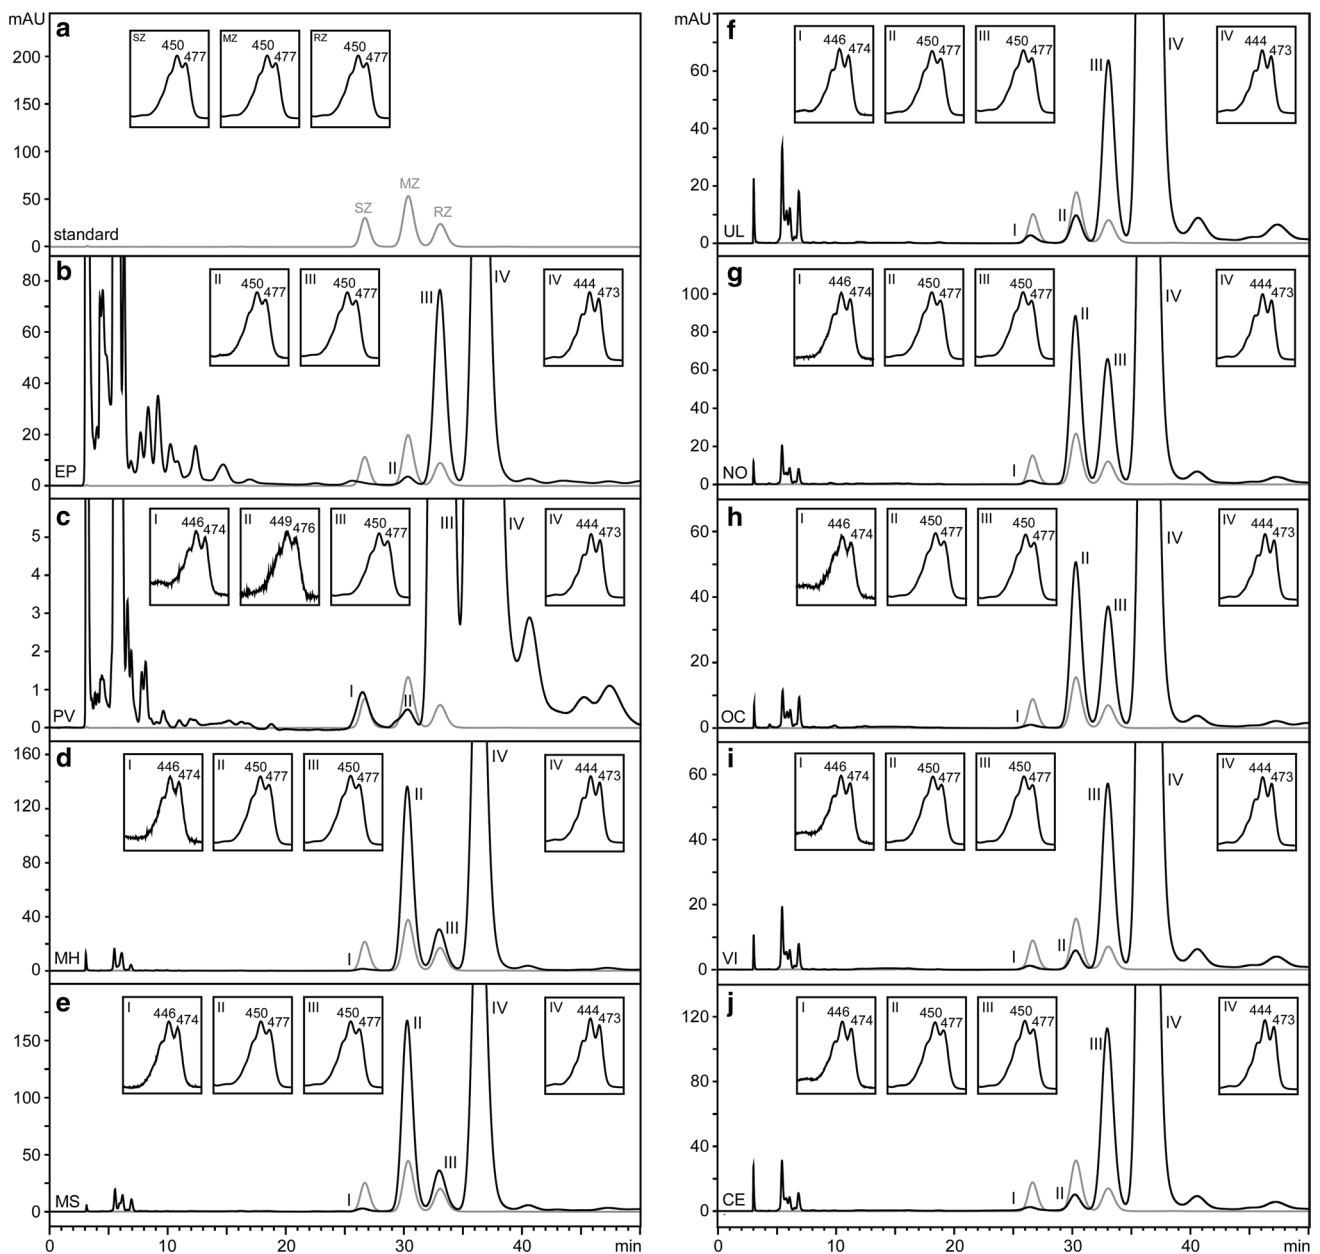 mAU
a
SZ 450 477
MZ 450 477
RZ 450 477
200
150
100
50
0
SZ
MZ
RZ
standard
b
II 450 477
III 450 477
IV 444 473
80
60
40
20
0
II
III
IV
EP
c
I 446 474
II 449 476
III 450 477
IV 444 473
5
4
3
2
1
0
I
II
III
IV
PV
d
I 446 474
II 450 477
III 450 477
IV 444 473
160
120
80
40
0
I
II
III
IV
MH
e
I 446 474
II 450 477
III 450 477
IV 444 473
150
100
50
0
I
II
III
IV
MS
0 10 20 30 40 min
mAU
f
I 446 474
II 450 477
III 450 477
IV 444 473
60
40
20
0
I
II
III
IV
UL
g
I 446 474
II 450 477
III 450 477
IV 444 473
100
80
60
40
20
0
I
II
III
IV
NO
h
I 446 474
II 450 477
III 450 477
IV 444 473
60
40
20
0
I
II
III
IV
OC
i
I 446 474
II 450 477
III 450 477
IV 444 473
60
40
20
0
I
II
III
IV
VI
j
I 446 474
II 450 477
III 450 477
IV 444 473
120
80
40
0
I
II
III
IV
CE
0 10 20 30 40 min